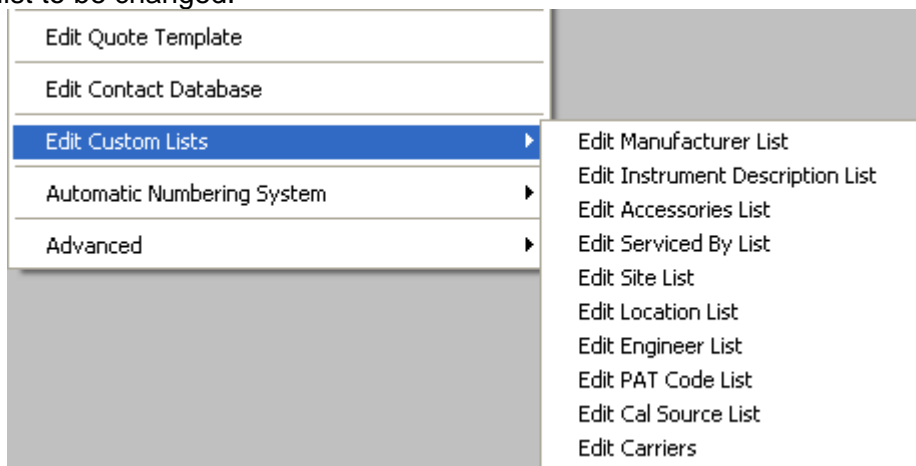 list to be changed.
Edit Quote Template
Edit Contact Database
Edit Custom Lists
Automatic Numbering System
Advanced
Edit Manufacturer List
Edit Instrument Description List
Edit Accessories List
Edit Serviced By List
Edit Site List
Edit Location List
Edit Engineer List
Edit PAT Code List
Edit Cal Source List
Edit Carriers